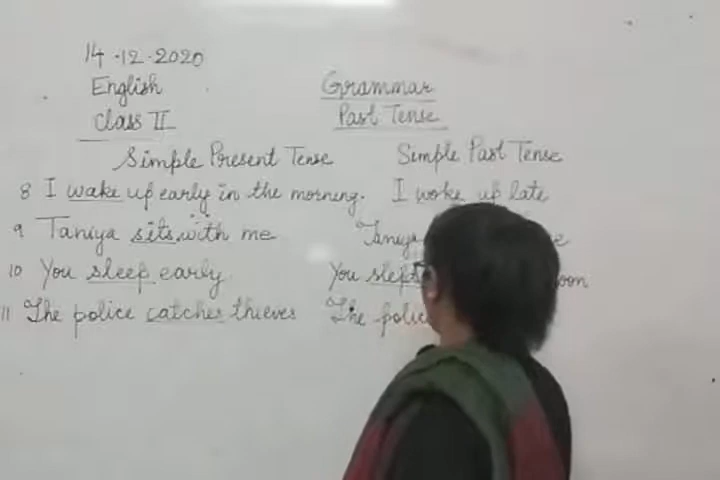 14.12.2020
English Grammar
Class II Past Tense
Simple Present Tense Simple Past Tense
8 I wake up early in the morning. I woke up late
9 Taniya sits with me Taniya
10 You sleep early You slept
11 The police catches thieves The polic